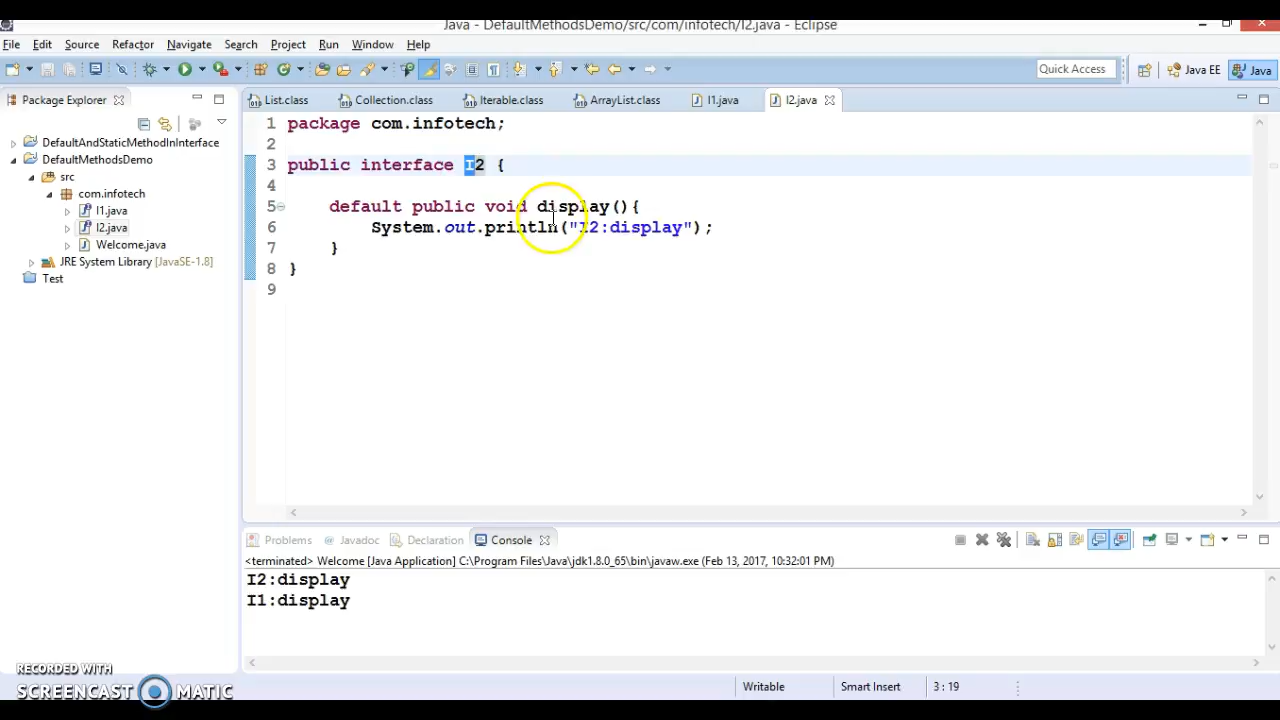 Java - DefaultMethodsDemo/src/com/infotech/I2.java - Eclipse
File Edit Source Refactor Navigate Search Project Run Window Help
Quick Access Java EE Java
Package Explorer List.class Collection.class Iterable.class ArrayList.class I1.java I2.java
DefaultAndStaticMethodInInterface
DefaultMethodsDemo
src
com.infotech
I1.java
I2.java
Welcome.java
JRE System Library [JavaSE-1.8]
Test
1 package com.infotech;
2
3 public interface I2 {
4
5 default public void display(){
6 System.out.println("I2:display");
7 }
8 }
9
Problems Javadoc Declaration Console
<terminated> Welcome [Java Application] C:\Program Files\Java\jdk1.8.0_65\bin\javaw.exe (Feb 13, 2017, 10:32:01 PM)
I2:display
I1:display
RECORDED WITH
SCREENCAST MATIC
Writable Smart Insert 3 : 19